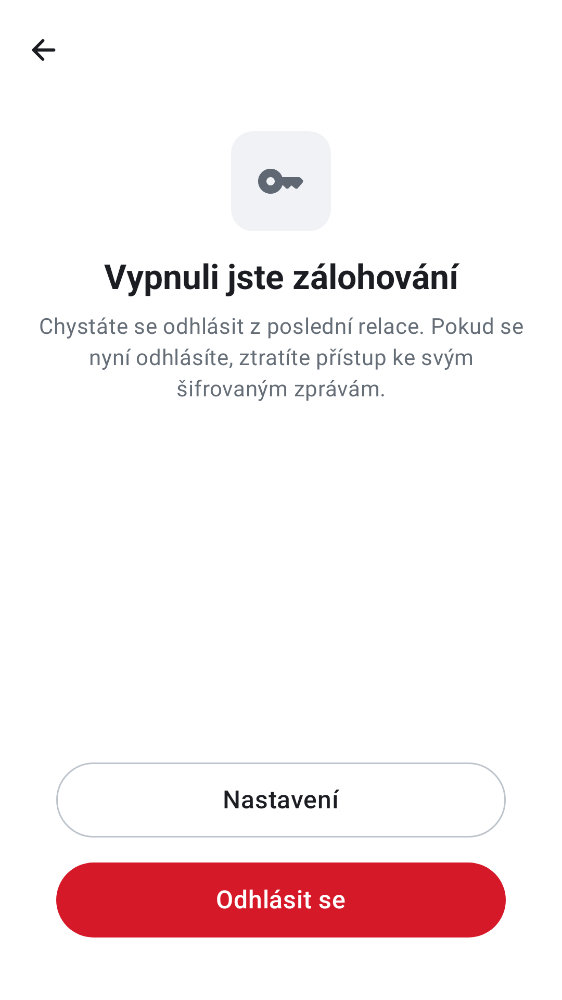 Vypnuli jste zálohování
Chystáte se odhlásit z poslední relace. Pokud se
nyní odhlásíte, ztratíte přístup ke svým
šifrovaným zprávám.
Nastavení
Odhlásit se